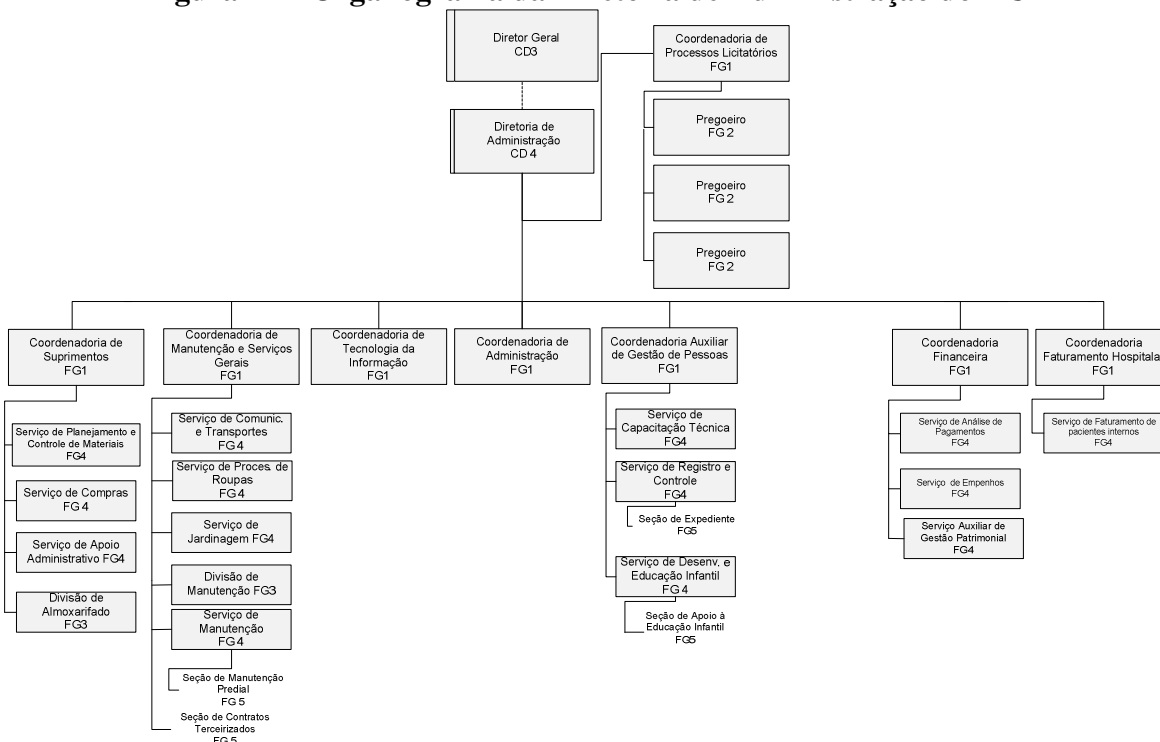 Diretor Geral
CD3
Coordenadoria de
Processos Licitatórios
FG1
Diretoria de
Administração
CD 4
Pregoeiro
FG 2
Pregoeiro
FG 2
Pregoeiro
FG 2
Coordenadoria de
Suprimentos
FG1
Serviço de Planejamento e
Controle de Materiais
FG4
Serviço de Compras
FG 4
Serviço de Apoio
Administrativo FG4
Divisão de
Almoxarifado
FG3
Coordenadoria de
Manutenção e Serviços
Gerais
FG1
Serviço de Comunic.
e Transportes
FG 4
Serviço de Proces. de
Roupas
FG 4
Serviço de
Jardinagem FG4
Divisão de
Manutenção FG3
Serviço de
Manutenção
FG 4
Seção de Manutenção
Predial
FG 5
Seção de Contratos
Terceirizados
FG 5
Coordenadoria de
Tecnologia da
Informação
FG1
Coordenadoria de
Administração
FG1
Coordenadoria Auxiliar
de Gestão de Pessoas
FG1
Serviço de
Capacitação Técnica
FG4
Serviço de Registro e
Controle
FG4
Seção de Expediente
FG5
Serviço de Desenv. e
Educação Infantil
FG 4
Seção de Apoio à
Educação Infantil
FG5
Coordenadoria
Financeira
FG1
Serviço de Análise de
Pagamentos
FG4
Serviço de Empenhos
FG4
Serviço Auxiliar de
Gestão Patrimonial
FG4
Coordenadoria
Faturamento Hospitala
FG1
Serviço de Faturamento de
pacientes internos
FG4